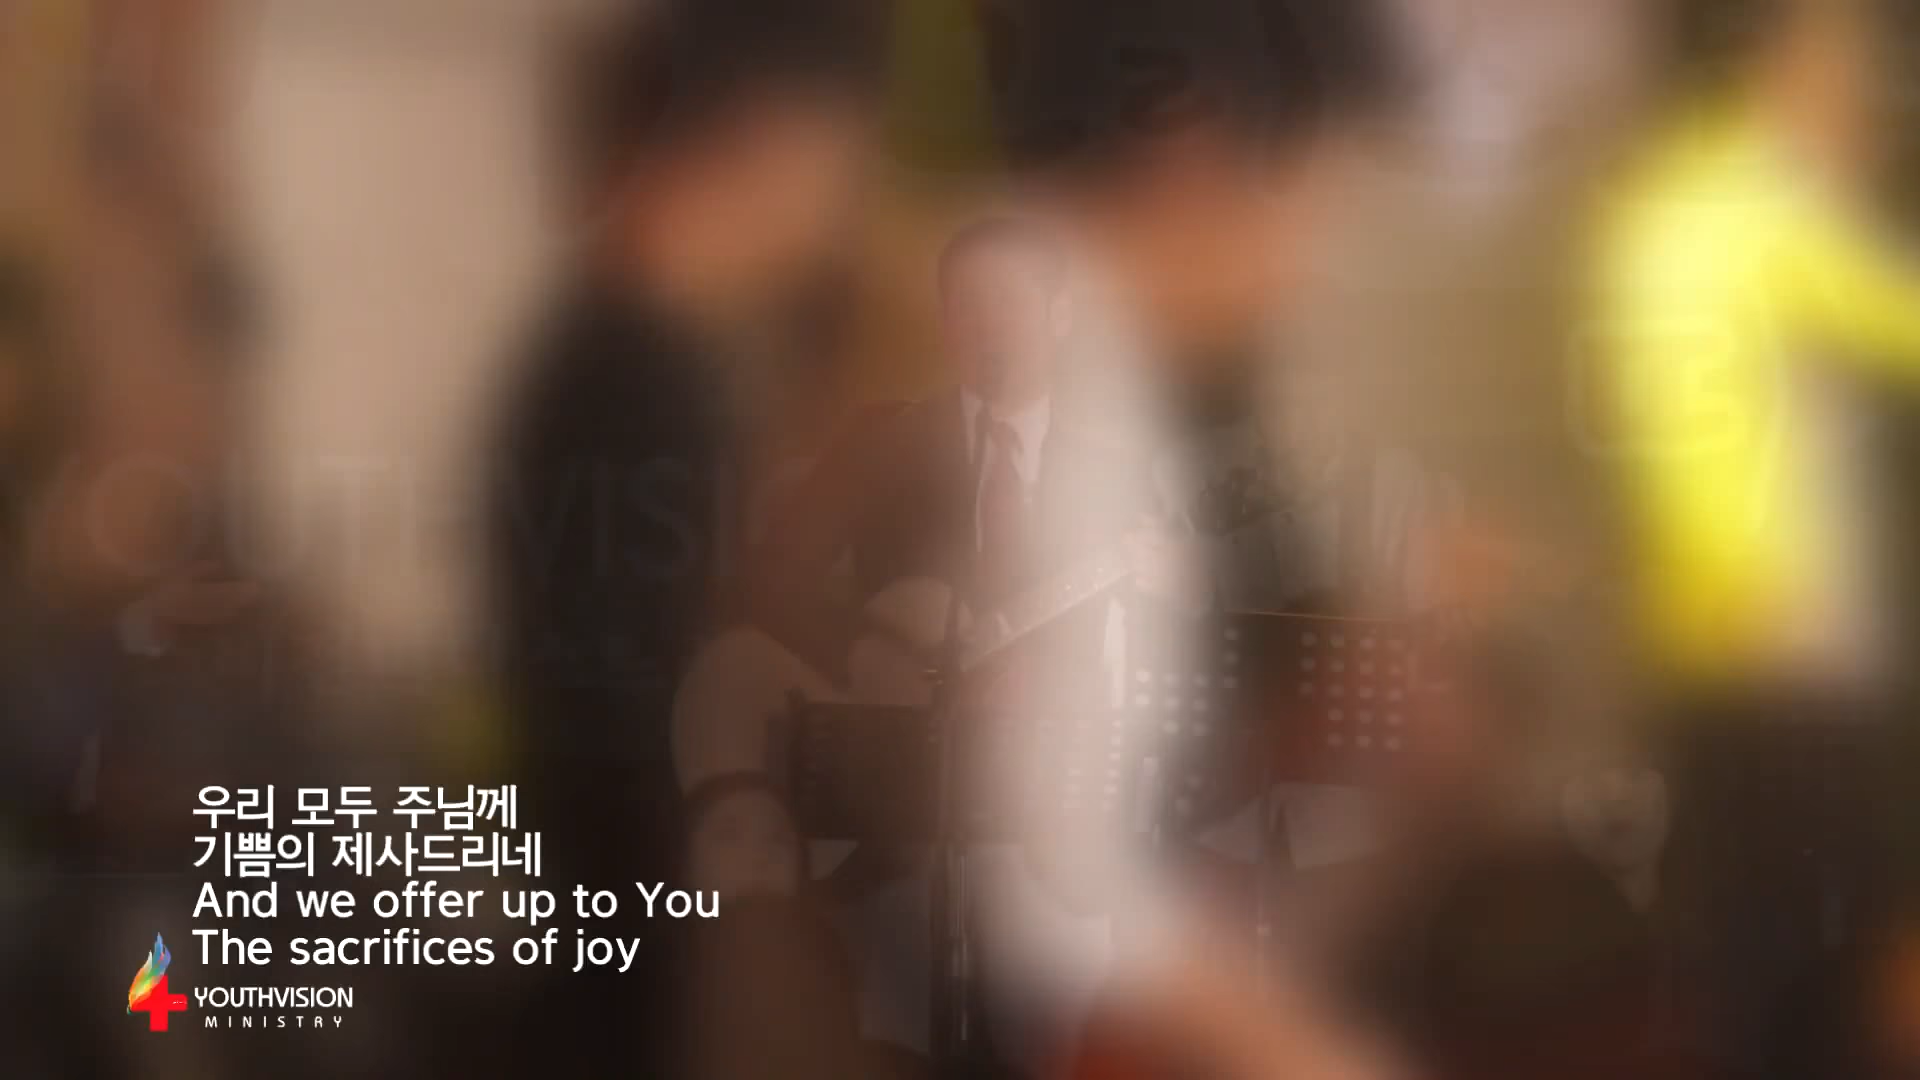 우리 모두 주님께
기쁨의 제사드리네
And we offer up to You
The sacrifices of joy
YOUTHVISION
MINISTRY